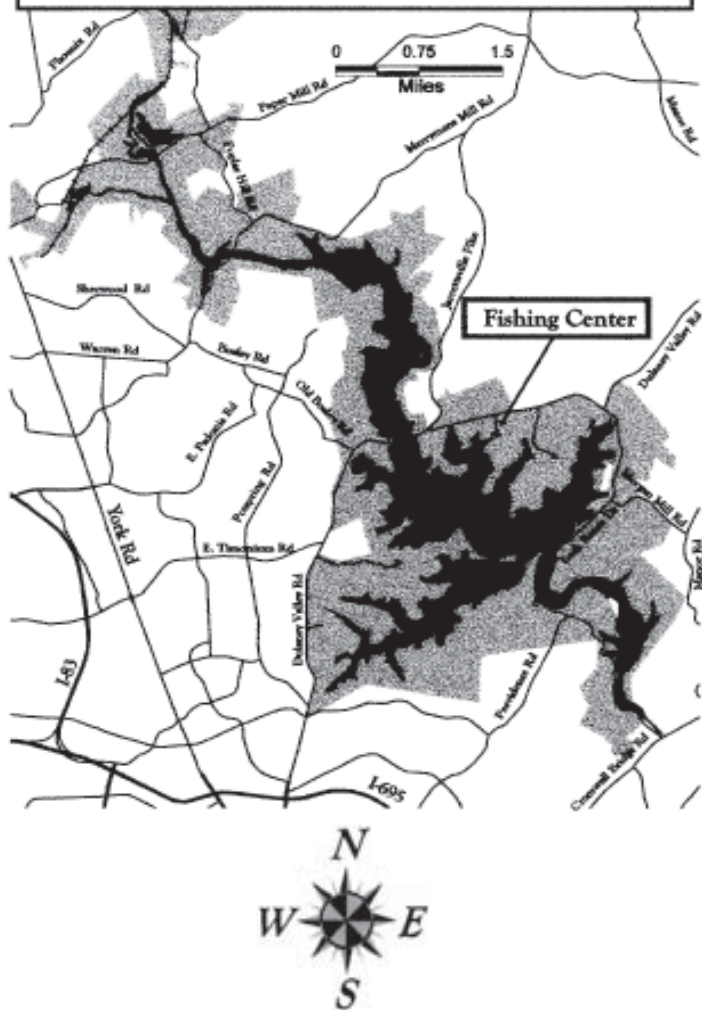 Phoenix Rd
0 0.75 1.5
Miles
Paper Mill Rd
Merrymans Mill Rd
Manor Rd
Jarrettsville Pike
Sherwood Rd
Fishing Center
Dulaney Valley Rd
Warren Rd
Bosley Rd
Old Bosley Rd
E. Padonia Rd
Pot Spring Rd
York Rd
E. Timonium Rd
Manor Rd
Dulaney Valley Rd
I-83
Providence Rd
Cromwell Bridge Rd
I-695
N
W E
S